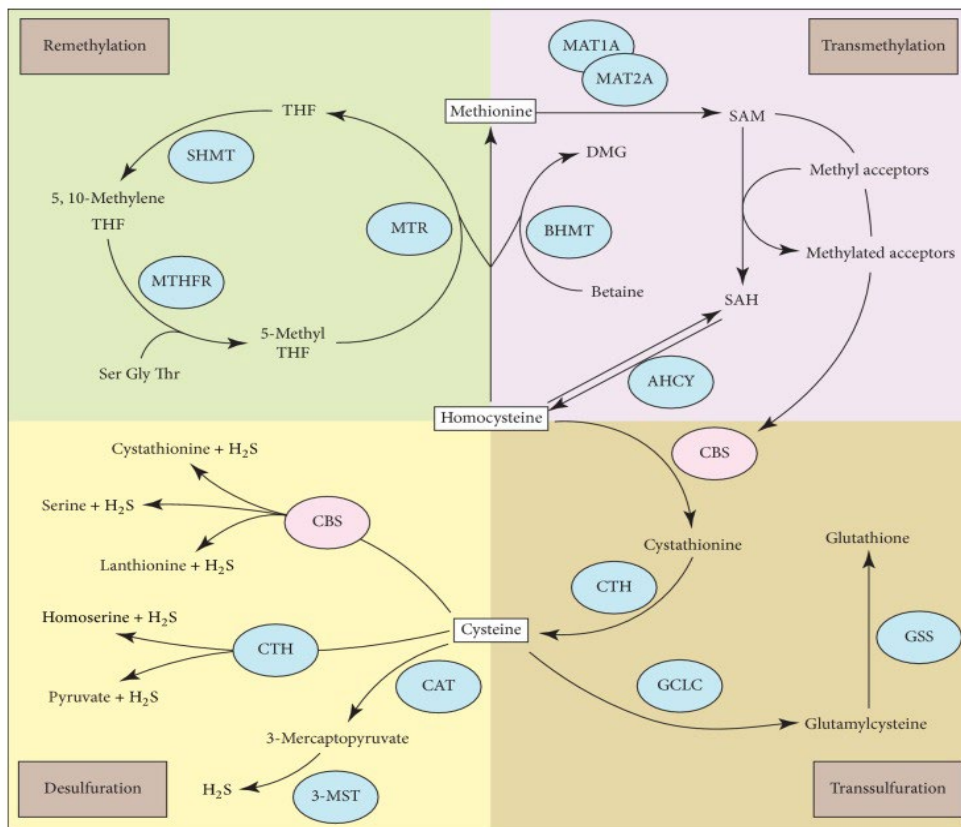 Remethylation
THF
SHMT
5, 10-Methylene
THF
MTHFR
Ser Gly Thr
5-Methyl
THF
MTR
Transmethylation
MAT1A
MAT2A
Methionine
SAM
DMG
BHMT
Betaine
Methyl acceptors
Methylated acceptors
SAH
AHCY
Homocysteine
Cystathionine + H₂S
Serine + H₂S
Lanthionine + H₂S
CBS
Homoserine + H₂S
CTH
Pyruvate + H₂S
Cysteine
CAT
3-Mercaptopyruvate
H₂S
3-MST
Desulfuration
CBS
Cystathionine
CTH
Glutathione
GSS
GCLC
Glutamylcysteine
Transsulfuration